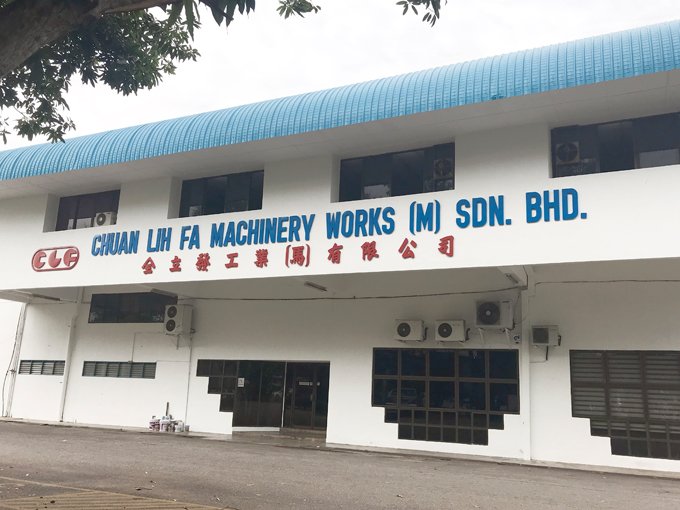 CLF
CHUAN LIH FA MACHINERY WORKS (M) SDN. BHD.
全立發工業(馬)有限公司